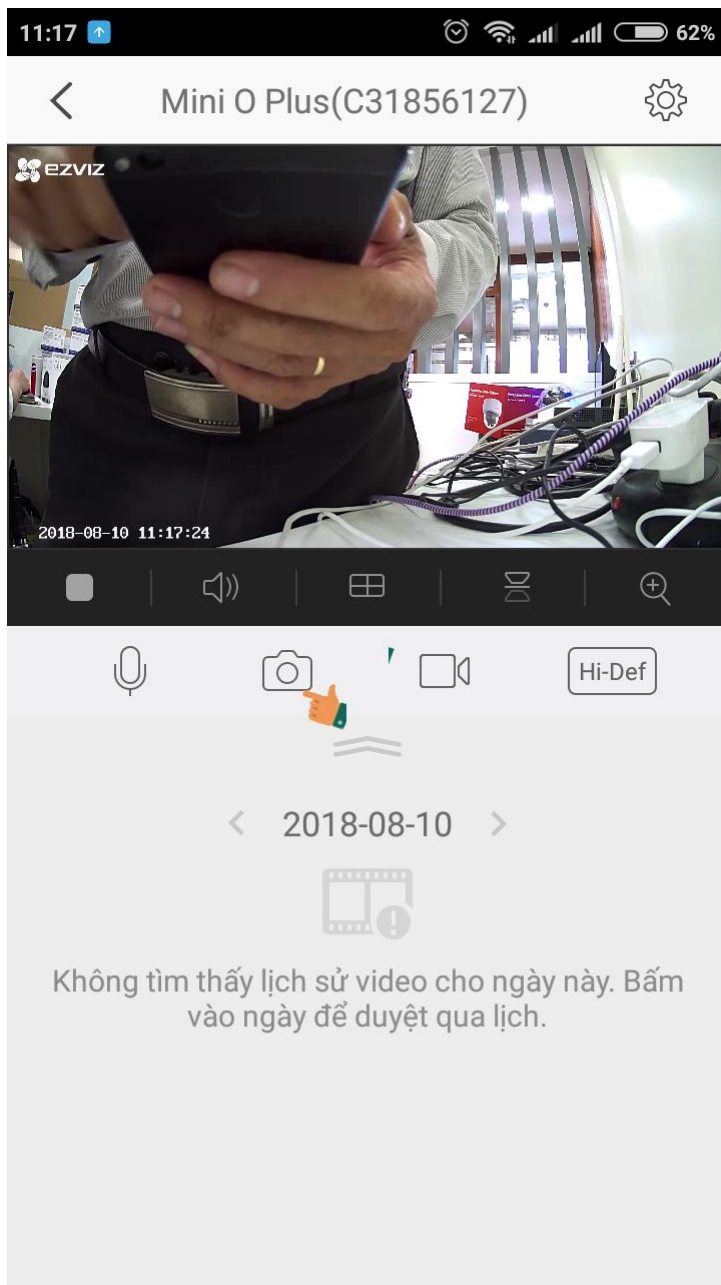 11:17
62%
Mini O Plus(C31856127)
ezviz
2018-08-10 11:17:24
Hi-Def
2018-08-10
Không tìm thấy lịch sử video cho ngày này. Bấm
vào ngày để duyệt qua lịch.